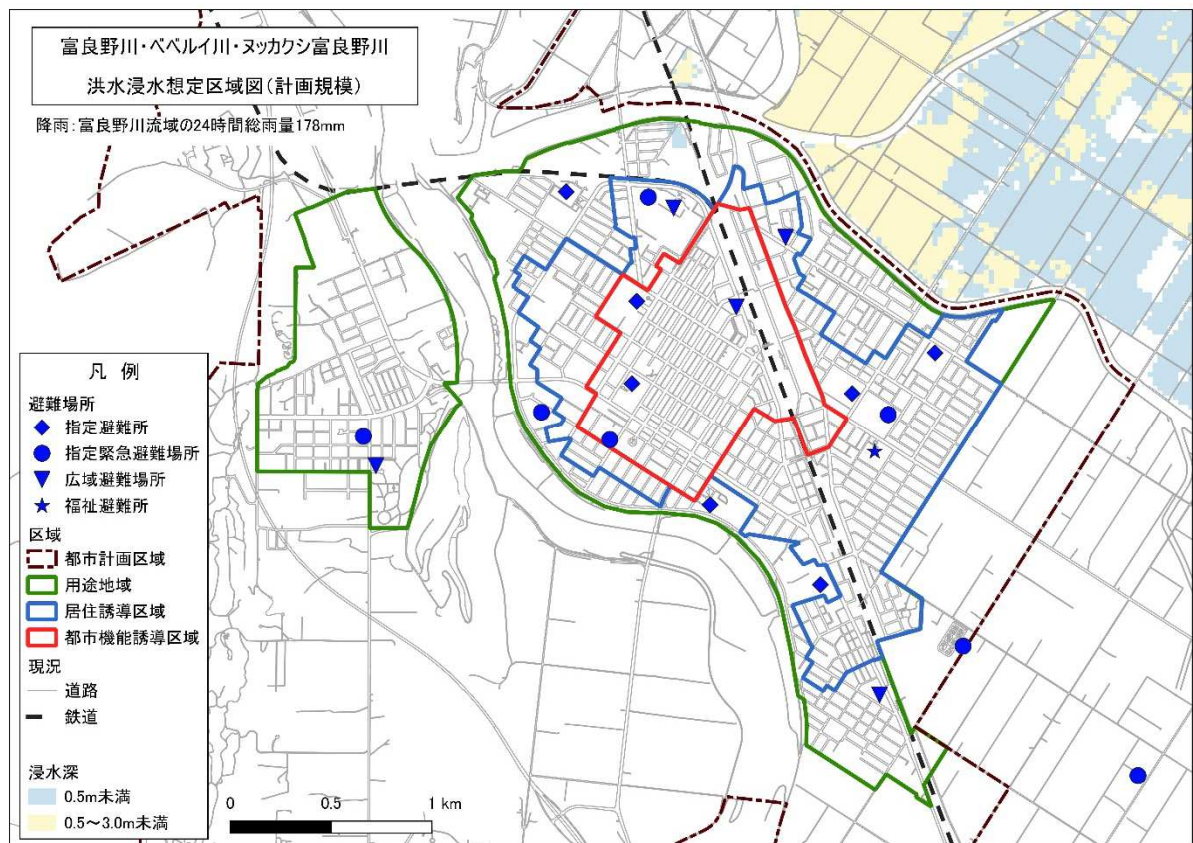 富良野川・ベベルイ川・ヌッカクシ富良野川
洪水浸水想定区域図(計画規模)
降雨:富良野川流域の24時間総雨量178mm
凡 例
避難場所
指定避難所
指定緊急避難場所
広域避難場所
福祉避難所
区域
都市計画区域
用途地域
居住誘導区域
都市機能誘導区域
現況
道路
鉄道
浸水深
0.5m未満
0.5～3.0m未満
0 0.5 1 km